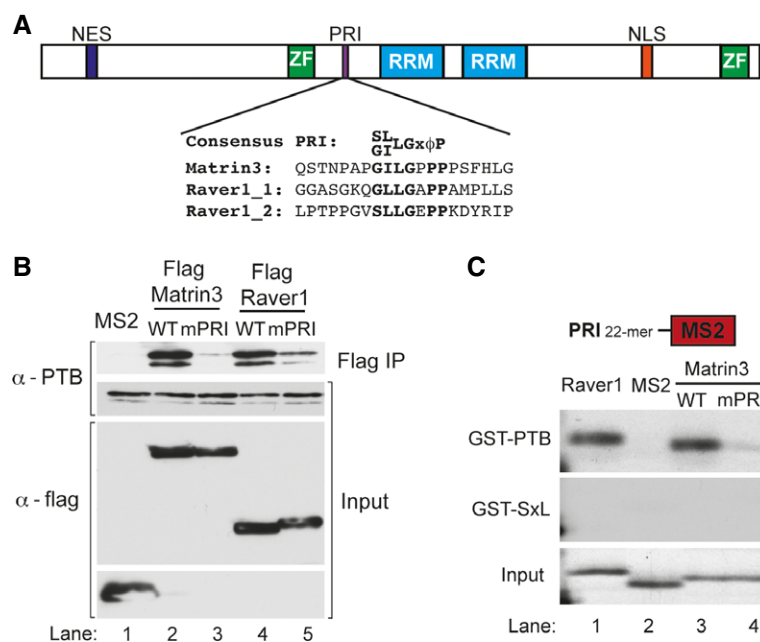 A
NES ZF PRI RRM RRM NLS ZF
Consensus PRI: SL
GI LGxϕP
Matrin3: QSTNPAPGILGPPPPSFHLG
Raver1_1: GGASGKQGLLGAPPAMPLLS
Raver1_2: LPTPPGVSLLGEPPKDYRIP
B
Flag Matrin3
Flag Raver1
MS2 WT mPRI WT mPRI
α - PTB
Flag IP
α - flag
Input
Lane: 1 2 3 4 5
C
PRI 22-mer MS2
Raver1 MS2 Matrin3
WT mPRI
GST-PTB
GST-SxL
Input
Lane: 1 2 3 4